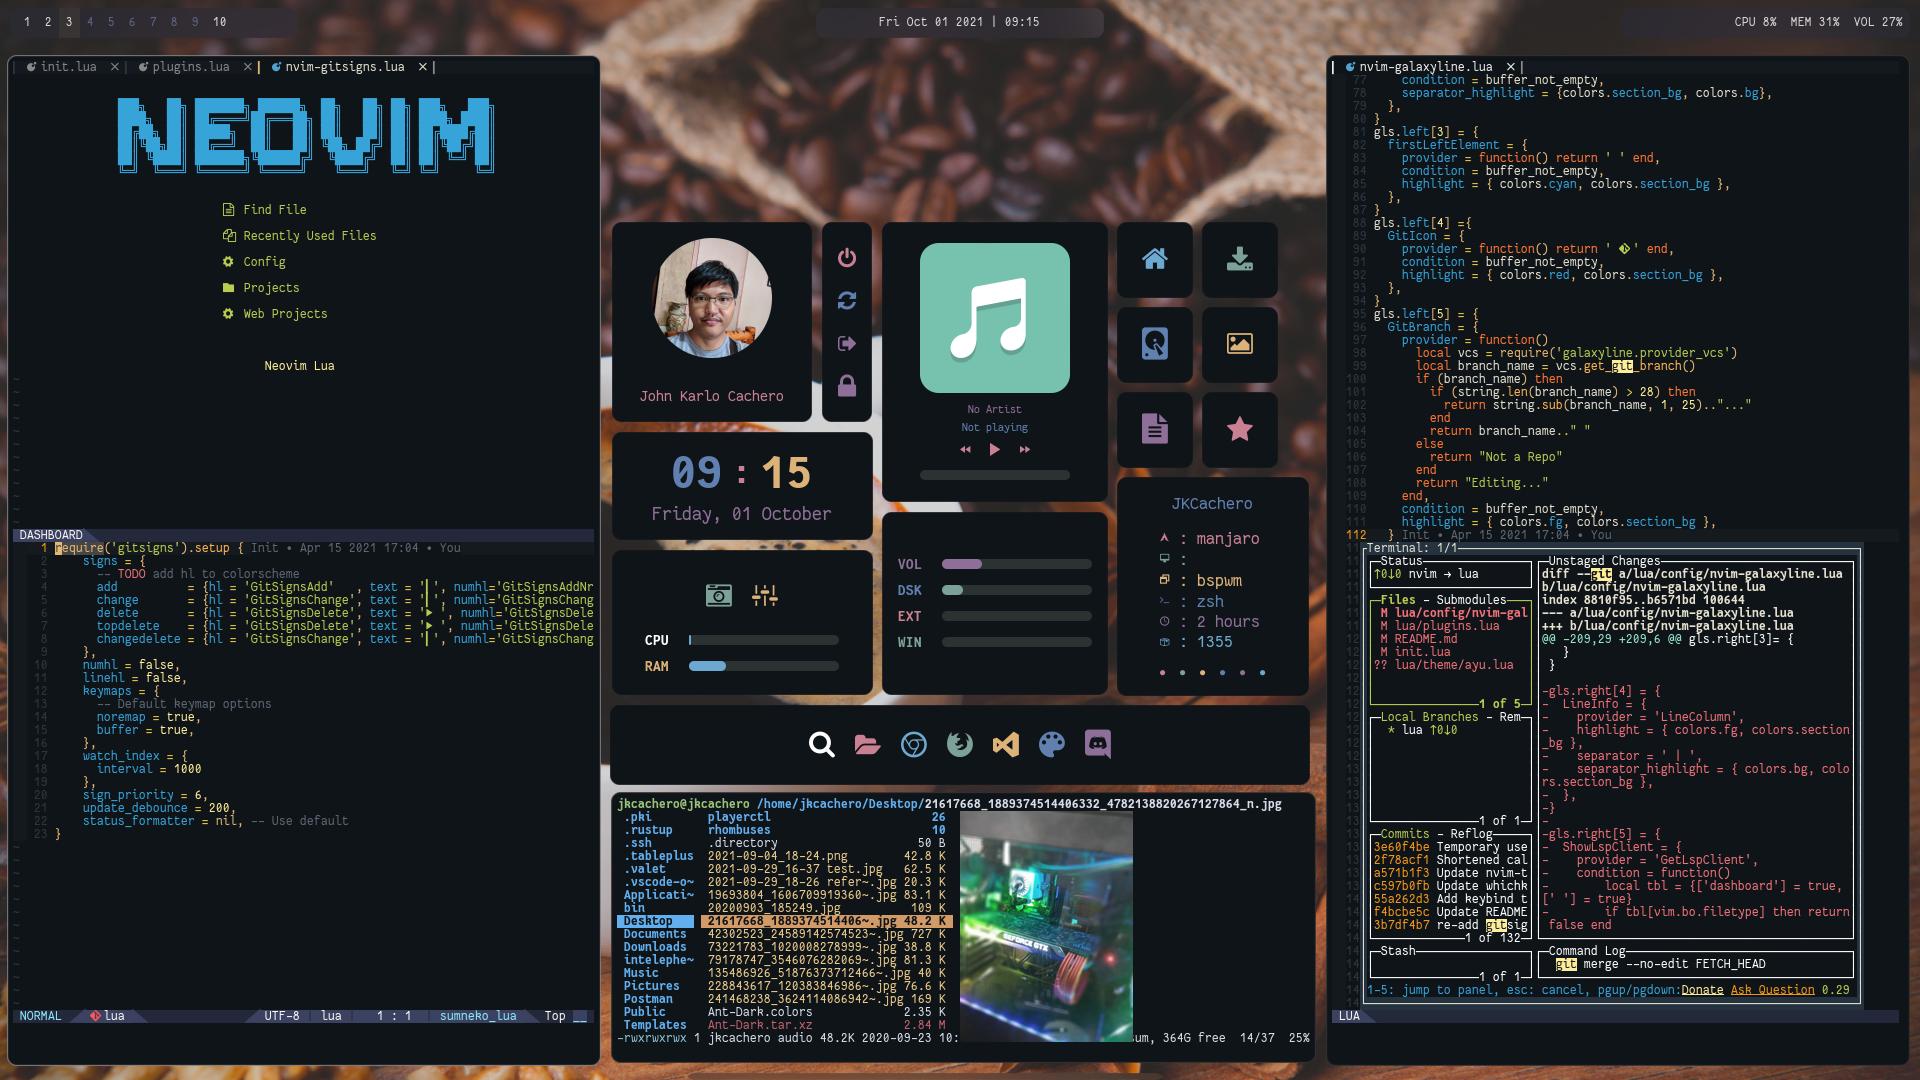 1 2 3 4 5 6 7 8 9 10
Fri Oct 01 2021 | 09:15
CPU 8% MEM 31% VOL 27%
init.lua × | plugins.lua × | nvim-gitsigns.lua × |
NEOVIM
Find File
Recently Used Files
Config
Projects
Web Projects
Neovim Lua
DASHBOARD
1 require('gitsigns').setup { Init • Apr 15 2021 17:04 • You
2 signs = {
3 -- TODO add hl to colorscheme
4 add = {hl = 'GitSignsAdd' , text = '▎', numhl='GitSignsAddNr
5 change = {hl = 'GitSignsChange', text = '▎', numhl='GitSignsChang
6 delete = {hl = 'GitSignsDelete', text = '►', numhl='GitSignsDele
7 topdelete = {hl = 'GitSignsDelete', text = '►', numhl='GitSignsDele
8 changedelete = {hl = 'GitSignsChange', text = '▎', numhl='GitSignsChang
9 },
10 numhl = false,
11 linehl = false,
12 keymaps = {
13 -- Default keymap options
14 noremap = true,
15 buffer = true,
16 },
17 watch_index = {
18 interval = 1000
19 },
20 sign_priority = 6,
21 update_debounce = 200,
22 status_formatter = nil, -- Use default
23 }
NORMAL lua UTF-8 lua 1 : 1 sumneko_lua Top
John Karlo Cachero
09 : 15
Friday, 01 October
CPU
RAM
No Artist
Not playing
VOL
DSK
EXT
WIN
JKCachero
: manjaro
:
: bspwm
: zsh
: 2 hours
: 1355
GEFORCE GTX
jkcachero@jkcachero /home/jkcachero/Desktop/21617668_1889374514406332_4782138820267127864_n.jpg
.pki playerctl 26
.rustup rhombuses 10
.ssh .directory 50 B
.tableplus 2021-09-04_18-24.png 42.8 K
.valet 2021-09-29_16-37 test.jpg 62.5 K
.vscode-o~ 2021-09-29_18-26 refer~.jpg 20.3 K
Applicati~ 19693804_1606709919360~.jpg 83.1 K
bin 20200903_185249.jpg 109 K
Desktop 21617668_1889374514406~.jpg 48.2 K
Documents 42302523_24589142574523~.jpg 727 K
Downloads 73221783_1020008278999~.jpg 38.8 K
intelephe~ 79178747_3546076282069~.jpg 81.3 K
Music 135486926_51876373712466~.jpg 40 K
Pictures 228843617_120383846986~.jpg 76.6 K
Postman 241468238_3624114086942~.jpg 169 K
Public Ant-Dark.colors 2.35 K
Templates Ant-Dark.tar.xz 2.84 M
-rwxrwxrwx 1 jkcachero audio 48.2K 2020-09-23 10: um, 364G free 14/37 25%
nvim-galaxyline.lua × |
77 condition = buffer_not_empty,
78 separator_highlight = {colors.section_bg, colors.bg},
79 },
80 }
81 gls.left[3] = {
82 firstLeftElement = {
83 provider = function() return ' ' end,
84 condition = buffer_not_empty,
85 highlight = { colors.cyan, colors.section_bg },
86 },
87 }
88 gls.left[4] ={
89 GitIcon = {
90 provider = function() return ' ' end,
91 condition = buffer_not_empty,
92 highlight = { colors.red, colors.section_bg },
93 },
94 }
95 gls.left[5] = {
96 GitBranch = {
97 provider = function()
98 local vcs = require('galaxyline.provider_vcs')
99 local branch_name = vcs.get_git_branch()
100 if (branch_name) then
101 if (string.len(branch_name) > 28) then
102 return string.sub(branch_name, 1, 25).."..."
103 end
104 return branch_name.." "
105 else
106 return "Not a Repo"
107 end
108 return "Editing..."
109 end,
110 condition = buffer_not_empty,
111 highlight = { colors.fg, colors.section_bg },
112 } Init • Apr 15 2021 17:04 • You
Terminal: 1/1
Status
↑0↓0 nvim → lua
Files - Submodules
M lua/config/nvim-gal
M lua/plugins.lua
M README.md
M init.lua
?? lua/theme/ayu.lua
1 of 5
Local Branches - Rem
* lua ↑0↓0
1 of 1
Commits - Reflog
3e60f4be Temporary use
2f78acf1 Shortened cal
a571b1f3 Update nvim-t
c597b0fb Update whichk
55a262d3 Add keybind t
f4bcbe5c Update README
3b7df4b7 re-add gitsig
1 of 132
Stash
1 of 1
Unstaged Changes
diff --git a/lua/config/nvim-galaxyline.lua
b/lua/config/nvim-galaxyline.lua
index 8810f95..b6571bd 100644
--- a/lua/config/nvim-galaxyline.lua
+++ b/lua/config/nvim-galaxyline.lua
@@ -209,29 +209,6 @@ gls.right[3]= {
}
}
-gls.right[4] = {
- LineInfo = {
- provider = 'LineColumn',
- highlight = { colors.fg, colors.section
_bg },
- separator = ' | ',
- separator_highlight = { colors.bg, colo
rs.section_bg },
- },
-}
-
-gls.right[5] = {
- ShowLspClient = {
- provider = 'GetLspClient',
- condition = function()
- local tbl = {['dashboard'] = true,
[' '] = true}
- if tbl[vim.bo.filetype] then return
false end
Command Log
git merge --no-edit FETCH_HEAD
1-5: jump to panel, esc: cancel, pgup/pgdown:Donate Ask Question 0.29
LUA